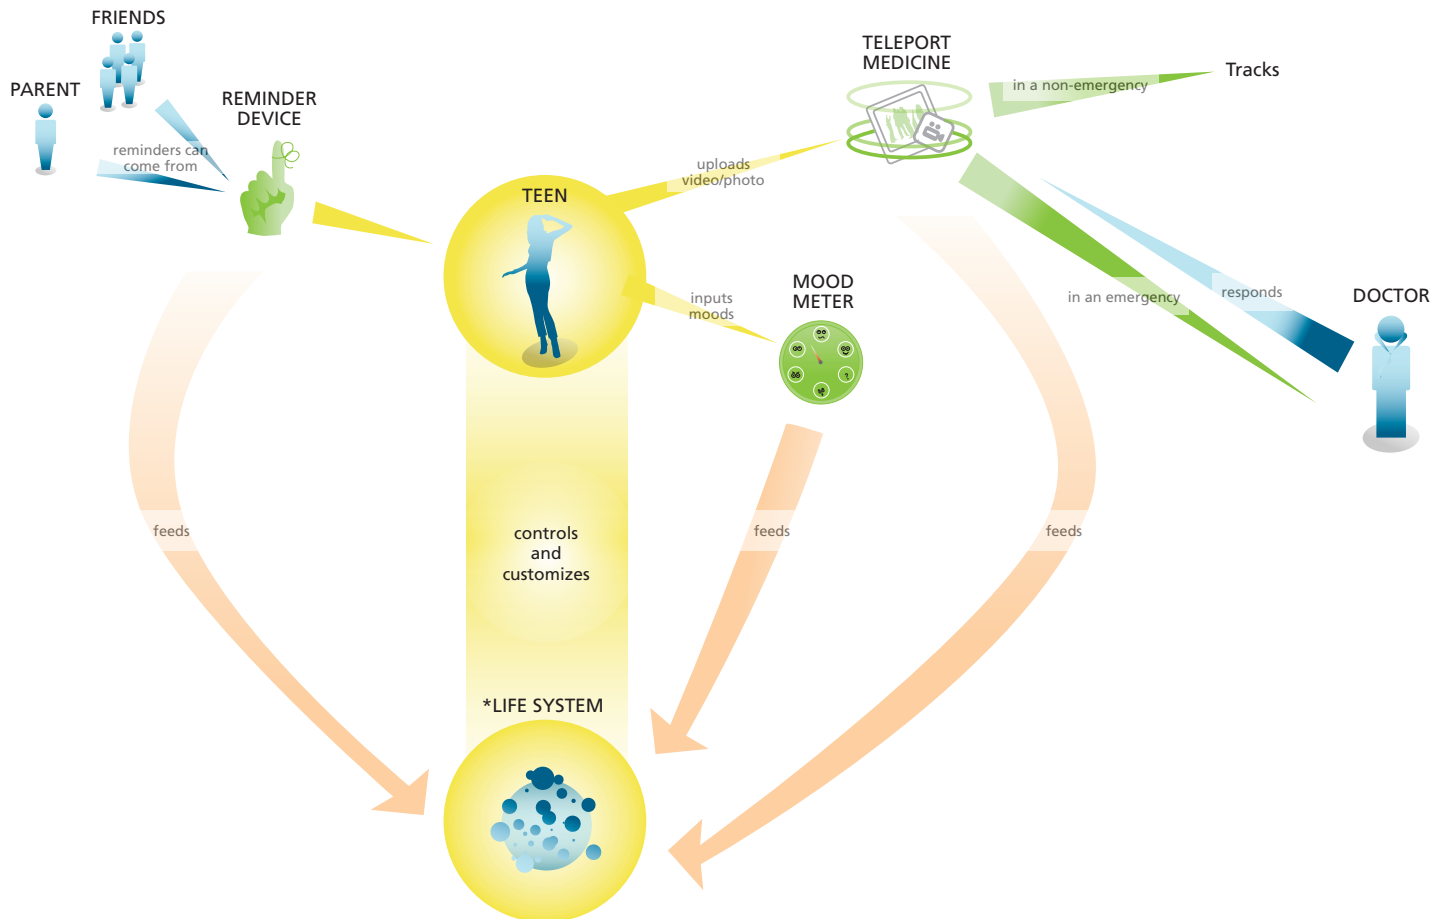 FRIENDS
PARENT
REMINDER
DEVICE
reminders can
come from
TEEN
uploads
video/photo
TELEPORT
MEDICINE
in a non-emergency
Tracks
inputs
moods
MOOD
METER
?
in an emergency
responds
DOCTOR
feeds
controls
and
customizes
feeds
feeds
*LIFE SYSTEM